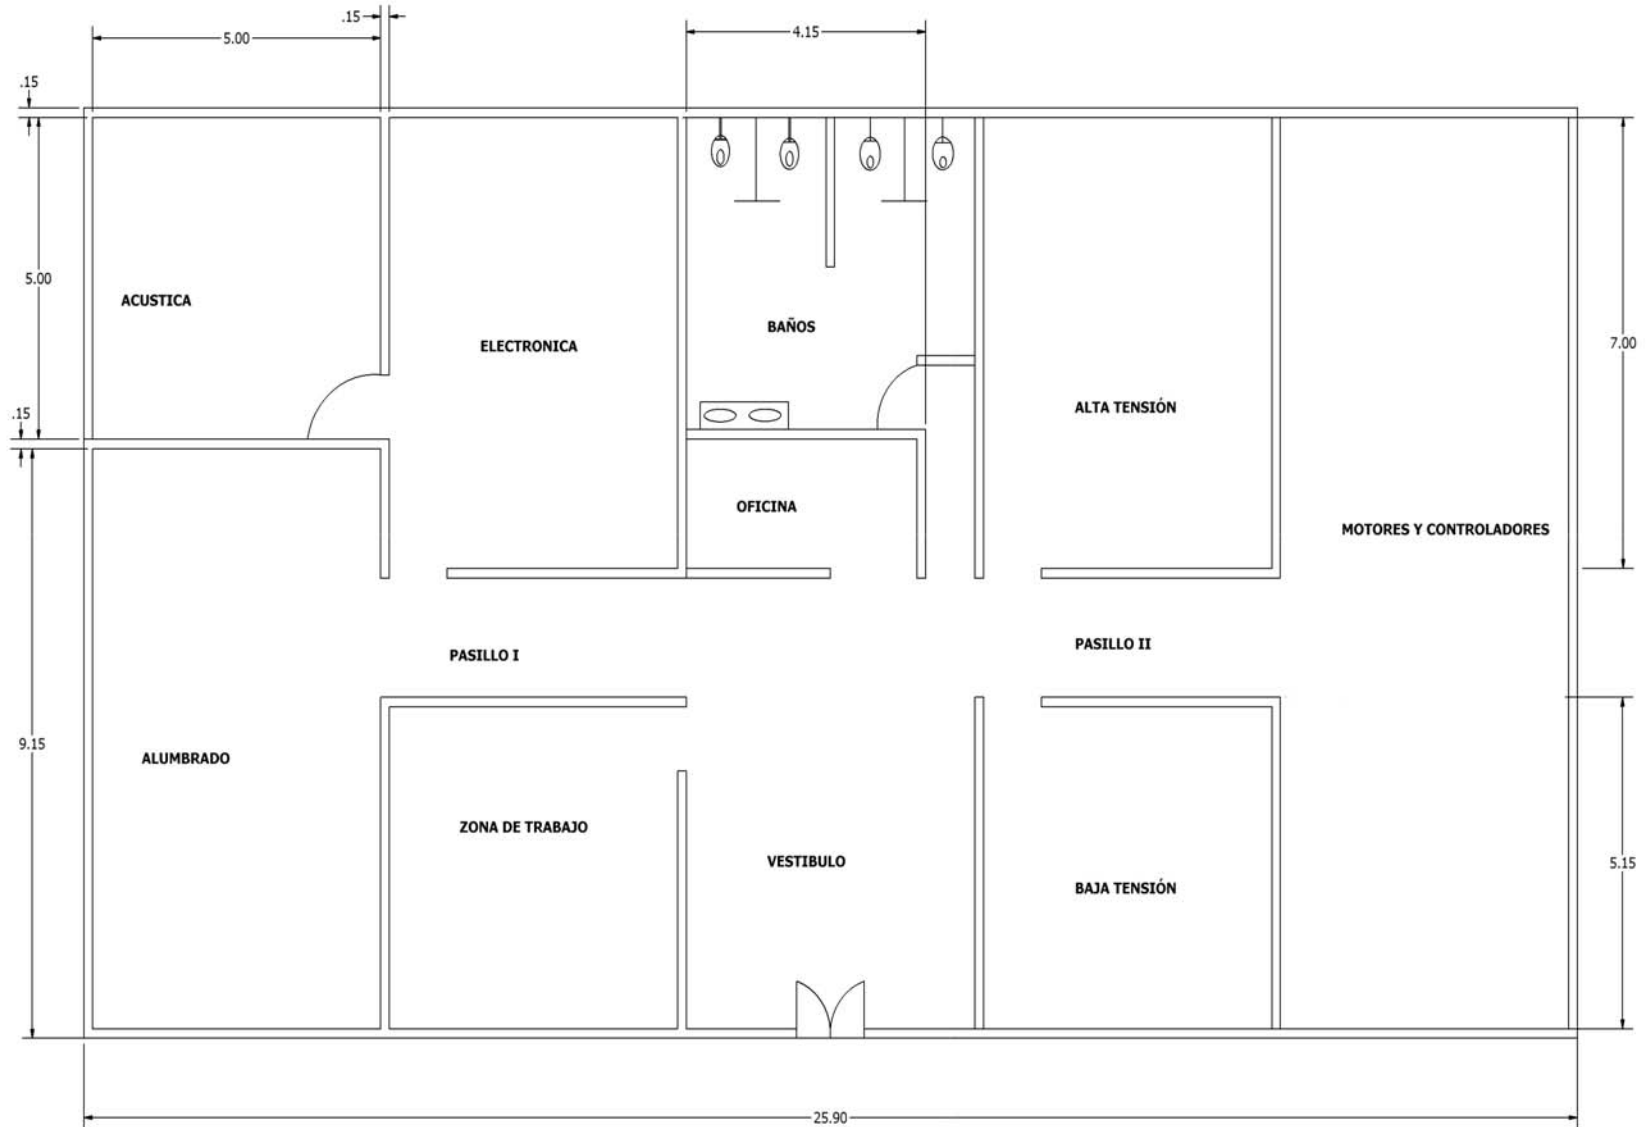 .15
5.00
4.15
.15
5.00
ACUSTICA
BAÑOS
7.00
ELECTRONICA
ALTA TENSIÓN
.15
OFICINA
MOTORES Y CONTROLADORES
PASILLO II
PASILLO I
9.15
ALUMBRADO
ZONA DE TRABAJO
VESTIBULO
5.15
BAJA TENSIÓN
25.90